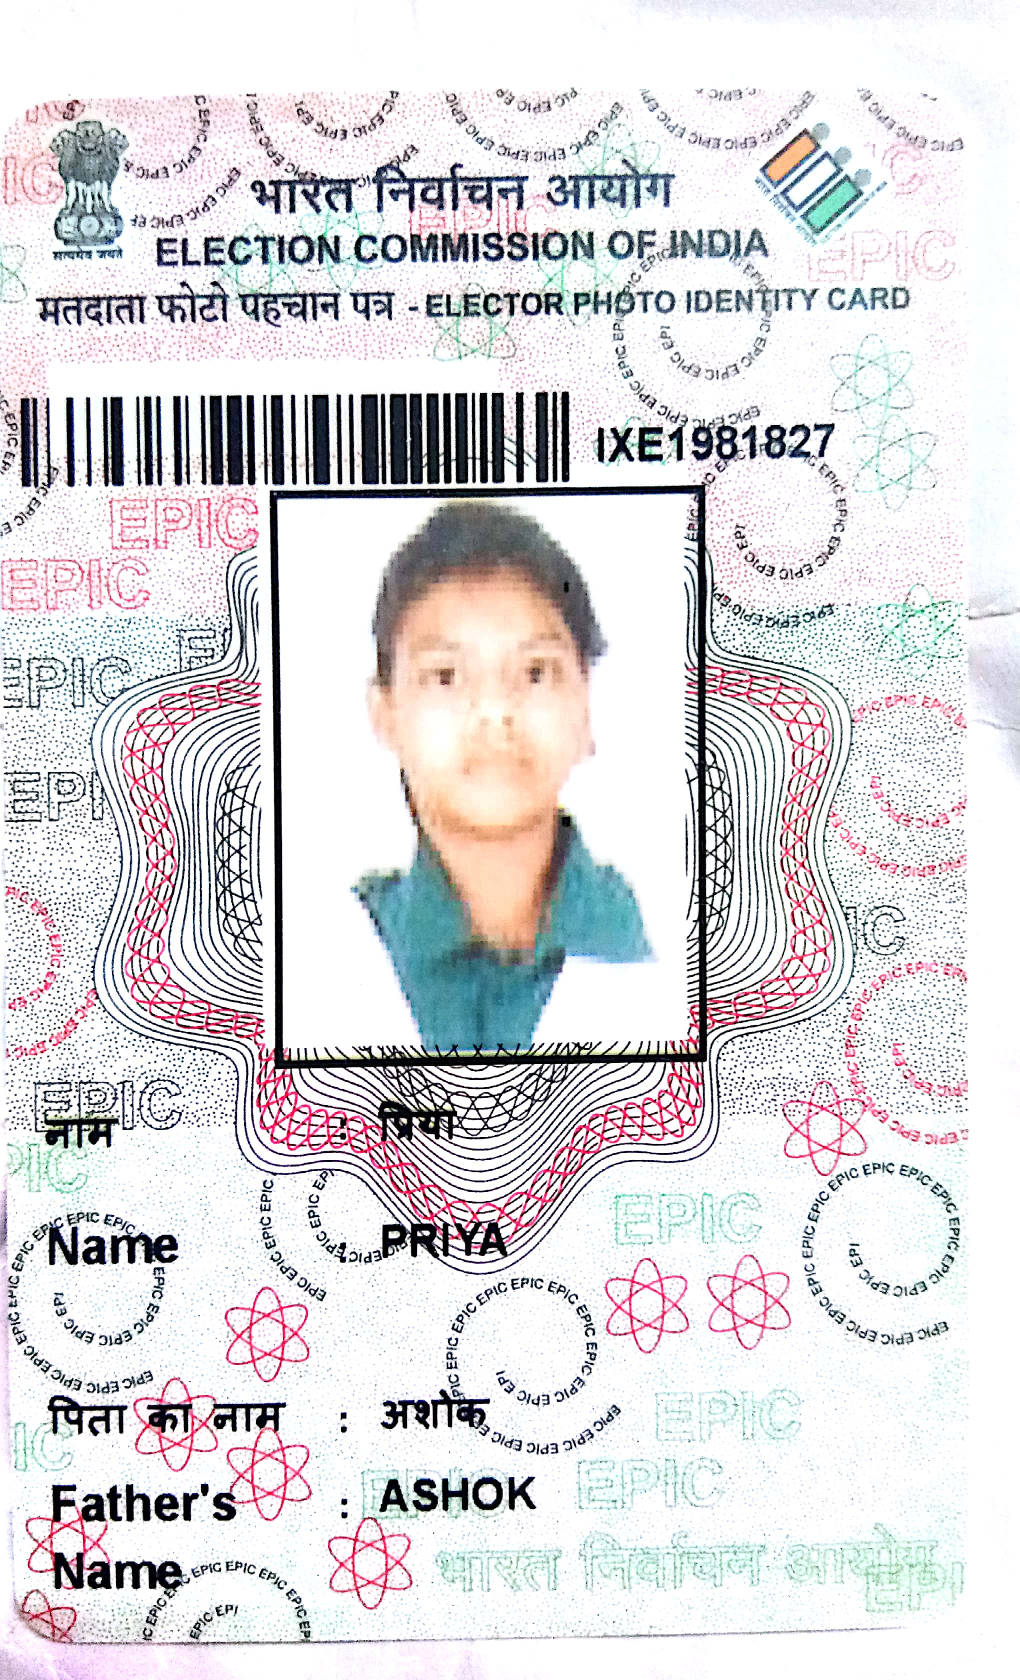 सत्यमेव जयते
भारत निर्वाचन आयोग
ELECTION COMMISSION OF INDIA
मतदाता फोटो पहचान पत्र - ELECTOR PHOTO IDENTITY CARD
IXE1981827
नाम : प्रिया
Name : PRIYA
पिता का नाम : अशोक
Father's : ASHOK
Name
भारत निर्वाचन आयोग
EPIC